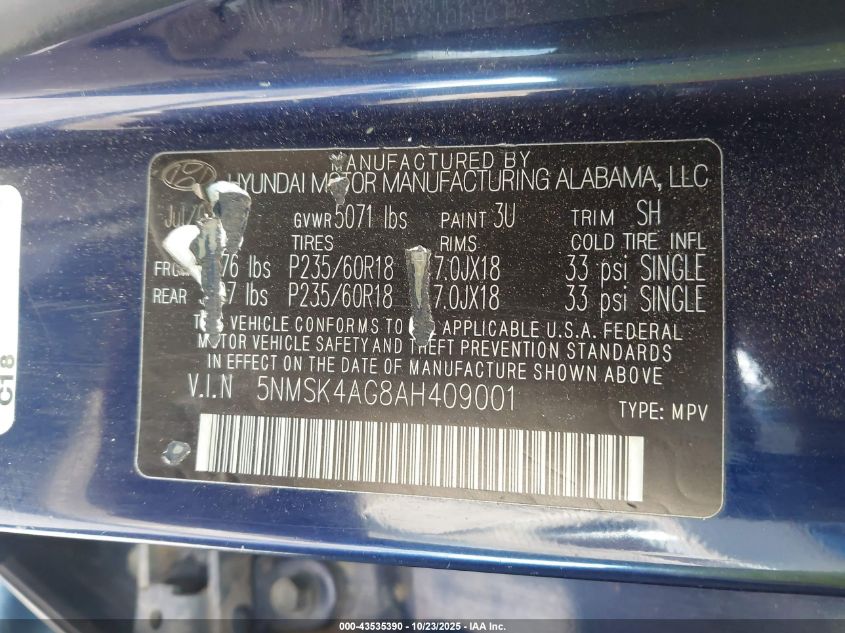 MANUFACTURED BY
HYUNDAI MOTOR MANUFACTURING ALABAMA, LLC
GVWR 5071 lbs PAINT 3U TRIM SH
TIRES RIMS COLD TIRE INFL
76 lbs P235/60R18 7.0JX18 33 psi SINGLE
REAR 7 lbs P235/60R18 7.0JX18 33 psi SINGLE
VEHICLE CONFORMS TO APPLICABLE U.S.A. FEDERAL
MOTOR VEHICLE SAFETY AND THEFT PREVENTION STANDARDS
IN EFFECT ON THE DATE OF MANUFACTURE SHOWN ABOVE
V.I.N 5NMSK4AG8AH409001
TYPE: MPV
C18
000-43535390 - 10/23/2025 - IAA Inc.